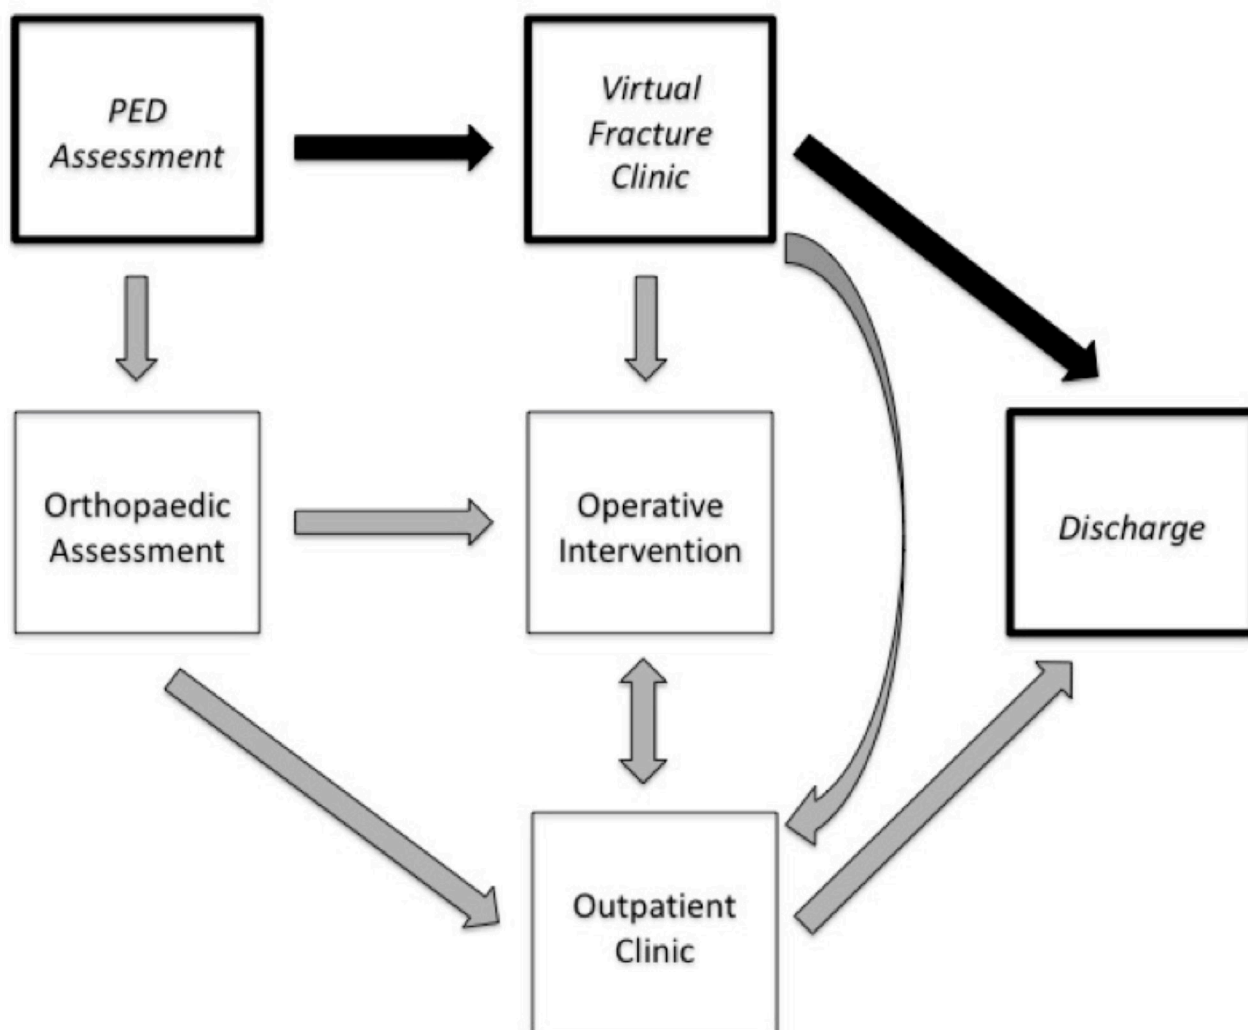 PED
Assessment
Virtual
Fracture
Clinic
Orthopaedic
Assessment
Operative
Intervention
Discharge
Outpatient
Clinic